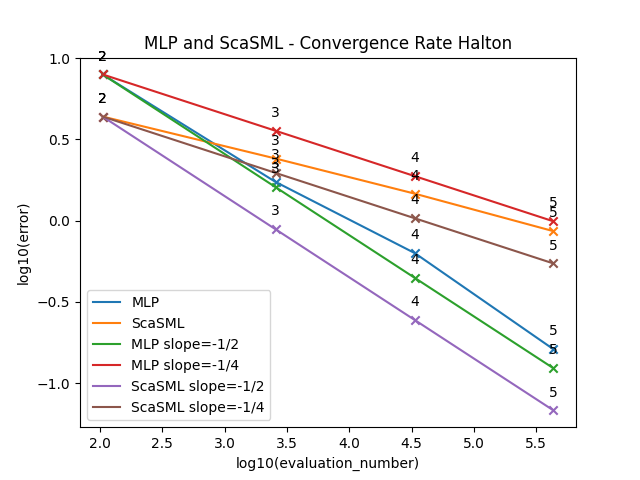 MLP and ScaSML - Convergence Rate Halton
log10(error)
1.0
0.5
0.0
−0.5
−1.0
2
2
2
2
3
3
3
3
3
3
4
4
4
4
4
4
5
5
5
5
5
5
MLP
ScaSML
MLP slope=-1/2
MLP slope=-1/4
ScaSML slope=-1/2
ScaSML slope=-1/4
2.0 2.5 3.0 3.5 4.0 4.5 5.0 5.5
log10(evaluation_number)